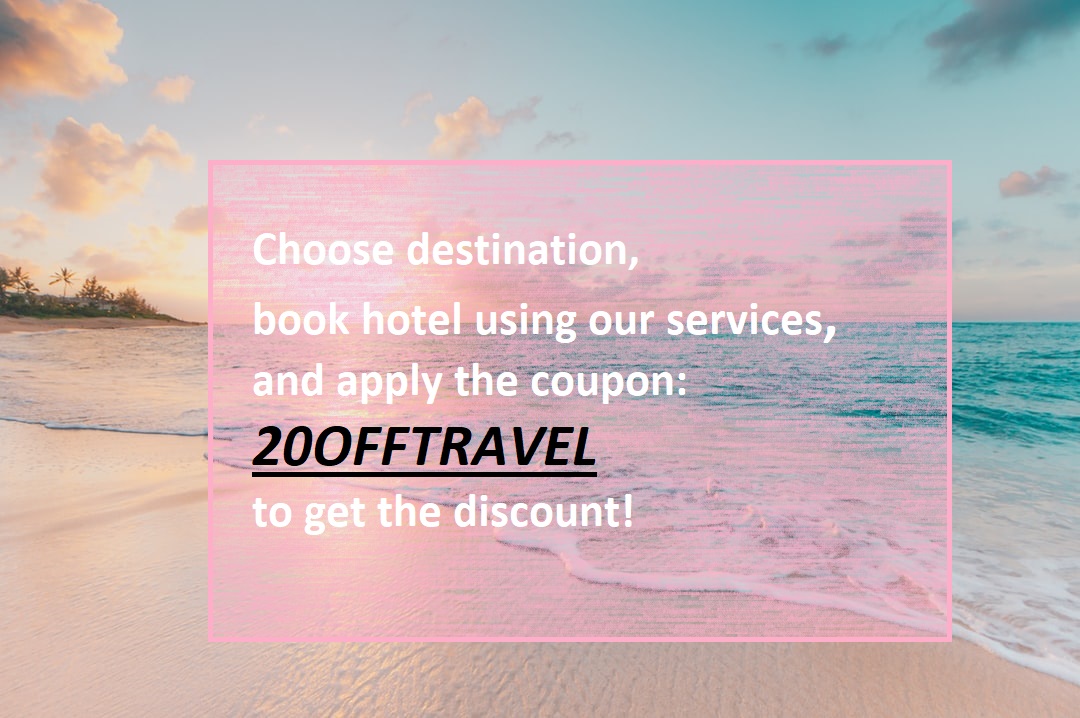 Choose destination,
book hotel using our services,
and apply the coupon:
20OFFTRAVEL
to get the discount!